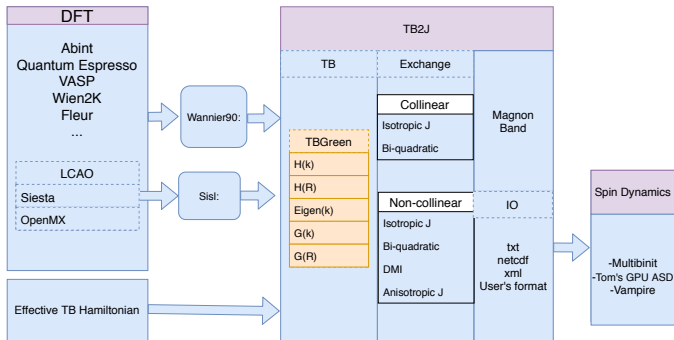 DFT
Abint
Quantum Espresso
VASP
Wien2K
Fleur
...
LCAO
Siesta
OpenMX
Effective TB Hamiltonian
Wannier90:
Sisl:
TB2J
TB
TBGreen
H(k)
H(R)
Eigen(k)
G(k)
G(R)
Exchange
Collinear
Isotropic J
Bi-quadratic
Non-collinear
Isotropic J
Bi-quadratic
DMI
Anisotropic J
Magnon
Band
IO
txt
netcdf
xml
User's format
Spin Dynamics
-Multibinit
-Tom's GPU ASD
-Vampire